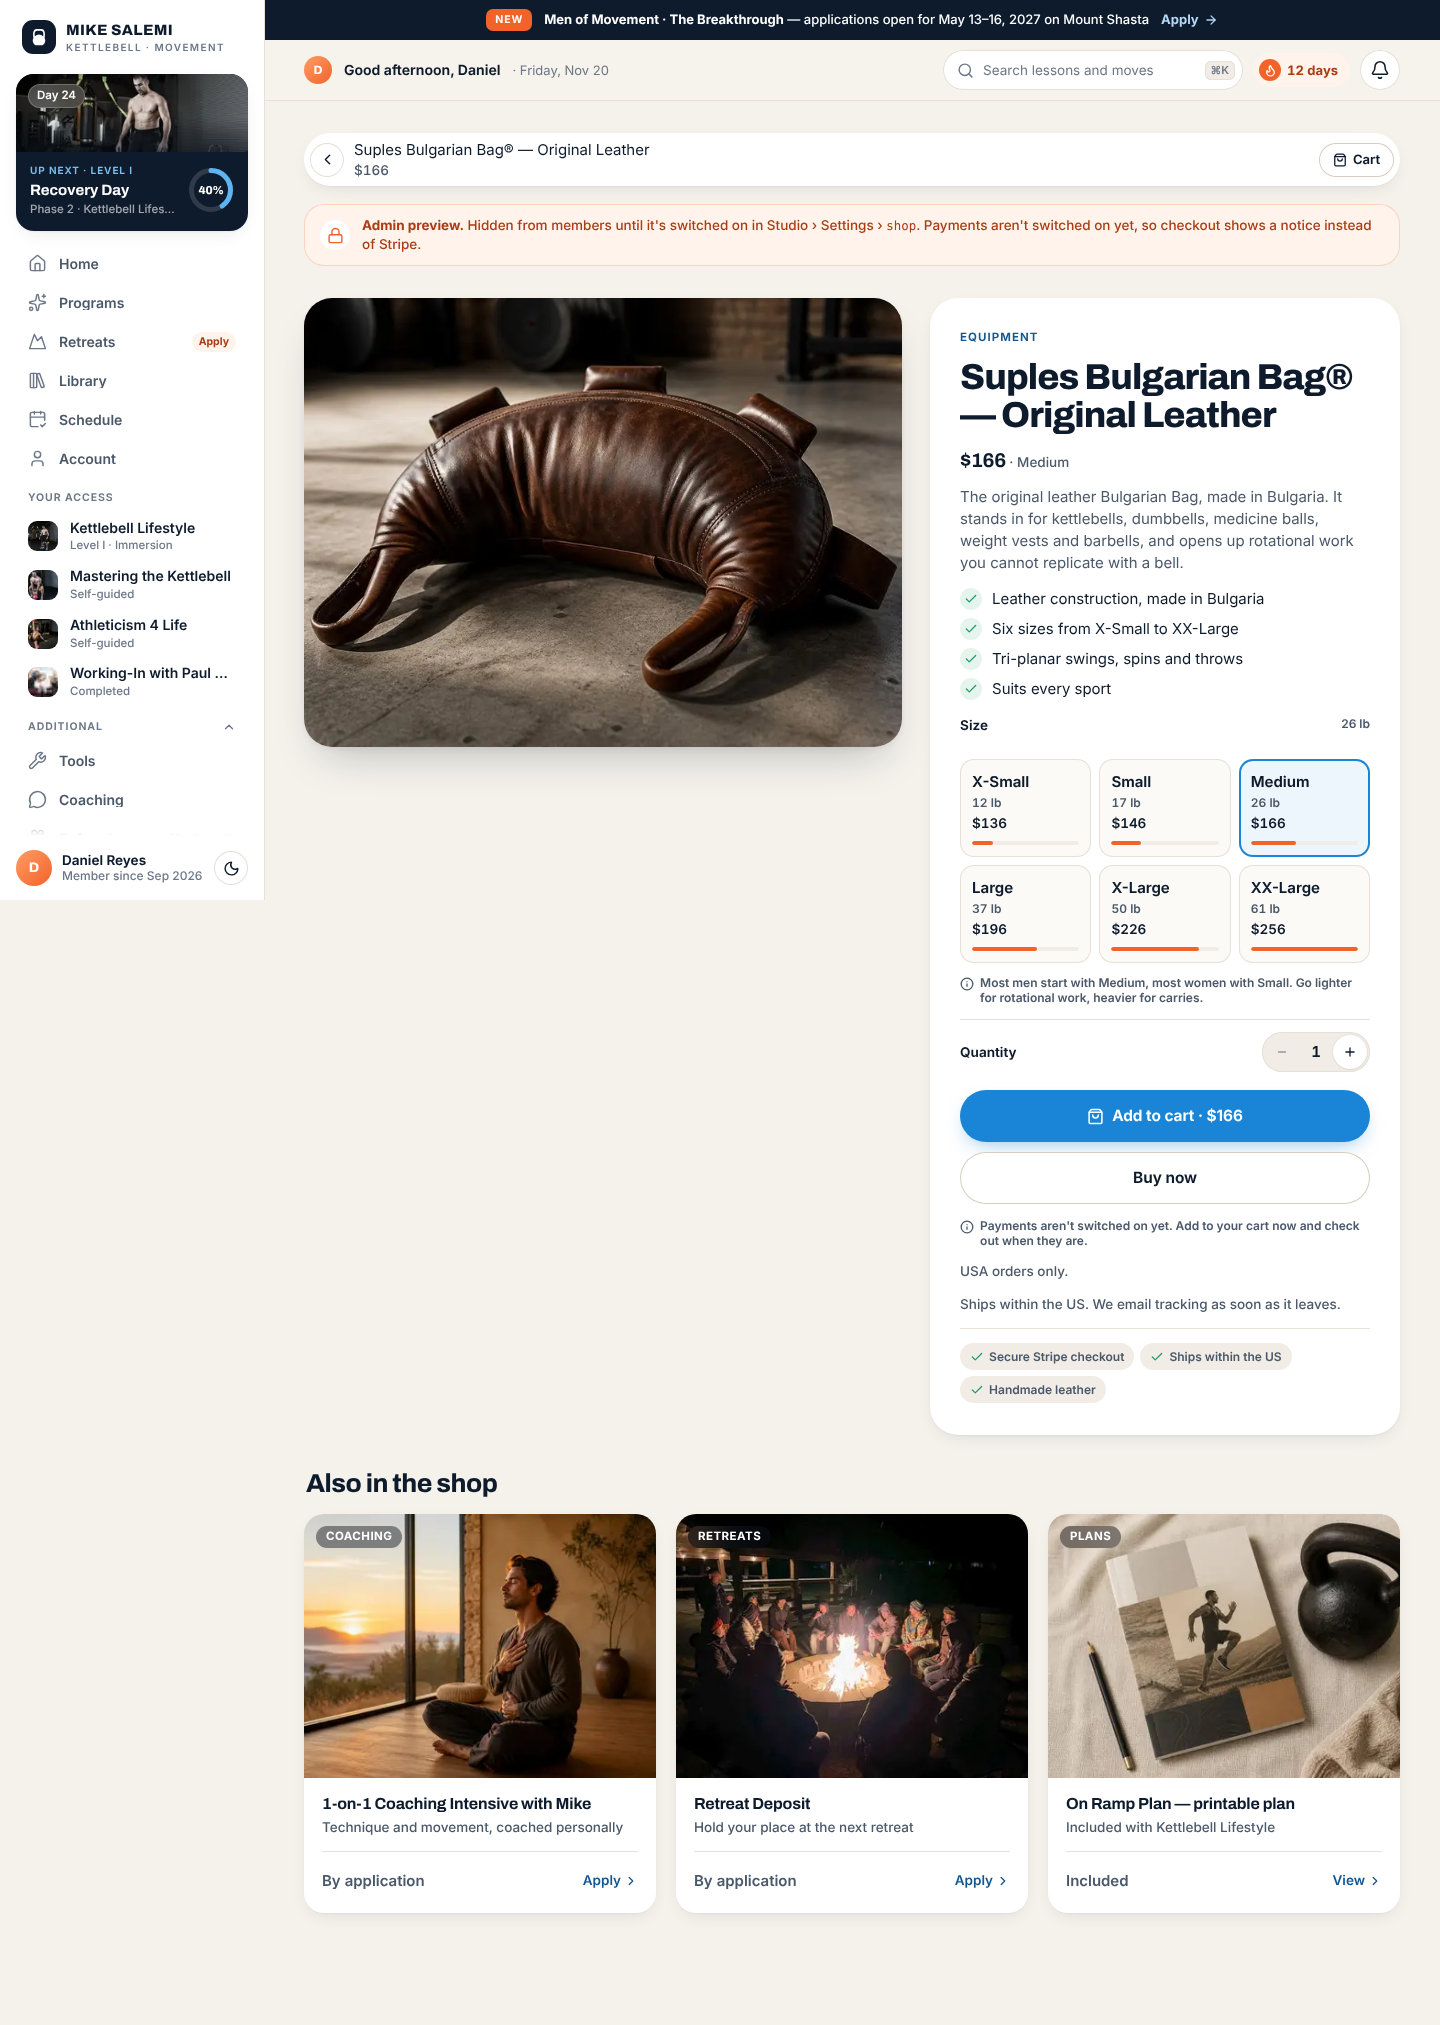 MIKE SALEMI
KETTLEBELL · MOVEMENT
Day 24
UP NEXT · LEVEL I
Recovery Day
Phase 2 · Kettlebell Lifes...
40%
Home
Programs
Retreats
Apply
Library
Schedule
Account
YOUR ACCESS
Kettlebell Lifestyle
Level I · Immersion
Mastering the Kettlebell
Self-guided
Athleticism 4 Life
Self-guided
Working-In with Paul ...
Completed
ADDITIONAL
Tools
Coaching
D
Daniel Reyes
Member since Sep 2026
NEW Men of Movement · The Breakthrough — applications open for May 13–16, 2027 on Mount Shasta Apply
D
Good afternoon, Daniel · Friday, Nov 20
Search lessons and moves
⌘K
12 days
Suples Bulgarian Bag® — Original Leather
$166
Cart
Admin preview. Hidden from members until it's switched on in Studio › Settings › shop. Payments aren't switched on yet, so checkout shows a notice instead
of Stripe.
EQUIPMENT
Suples Bulgarian Bag®
— Original Leather
$166 · Medium
The original leather Bulgarian Bag, made in Bulgaria. It
stands in for kettlebells, dumbbells, medicine balls,
weight vests and barbells, and opens up rotational work
you cannot replicate with a bell.
Leather construction, made in Bulgaria
Six sizes from X-Small to XX-Large
Tri-planar swings, spins and throws
Suits every sport
Size
26 lb
X-Small
12 lb
$136
Small
17 lb
$146
Medium
26 lb
$166
Large
37 lb
$196
X-Large
50 lb
$226
XX-Large
61 lb
$256
Most men start with Medium, most women with Small. Go lighter
for rotational work, heavier for carries.
Quantity
− 1 +
Add to cart · $166
Buy now
Payments aren't switched on yet. Add to your cart now and check
out when they are.
USA orders only.
Ships within the US. We email tracking as soon as it leaves.
Secure Stripe checkout
Ships within the US
Handmade leather
Also in the shop
COACHING
1-on-1 Coaching Intensive with Mike
Technique and movement, coached personally
By application
Apply
RETREATS
Retreat Deposit
Hold your place at the next retreat
By application
Apply
PLANS
On Ramp Plan — printable plan
Included with Kettlebell Lifestyle
Included
View